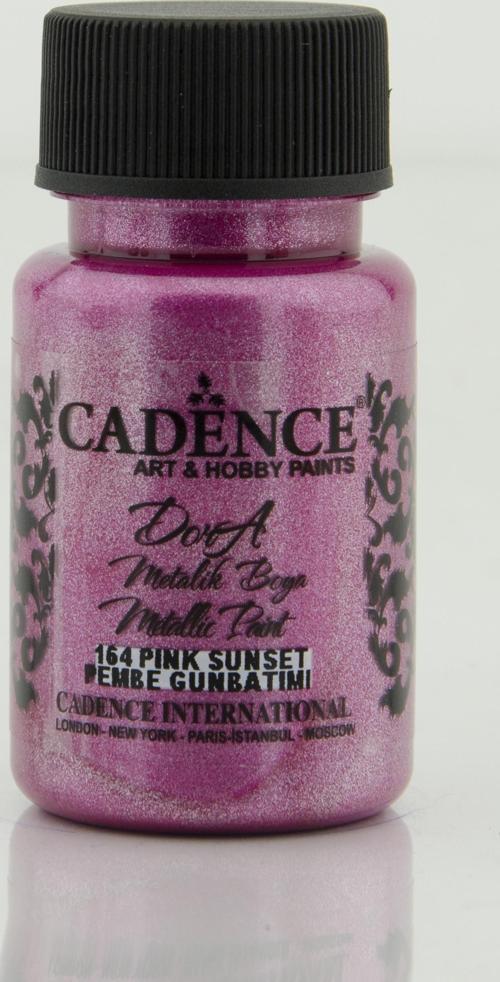 CADENCE®
ART & HOBBY PAINTS
DorA
Metalik Boya
Metallic Paint
164 PINK SUNSET
PEMBE GUNBATIMI
CADENCE INTERNATIONAL
LONDON - NEW YORK - PARIS-İSTANBUL - MOSCOW